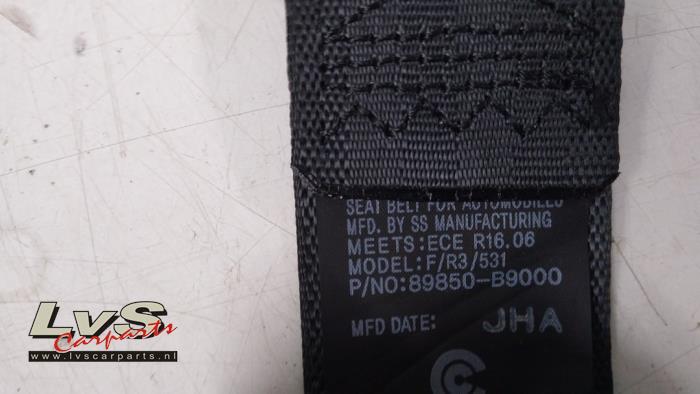 SEAT BELT FOR AUTOMOBILES
MFD. BY SS MANUFACTURING
MEETS:ECE R16.06
MODEL:F/R3/531
P/NO:89850-B9000
MFD DATE: JHA
LvS
Carparts
www.lvscarparts.nl